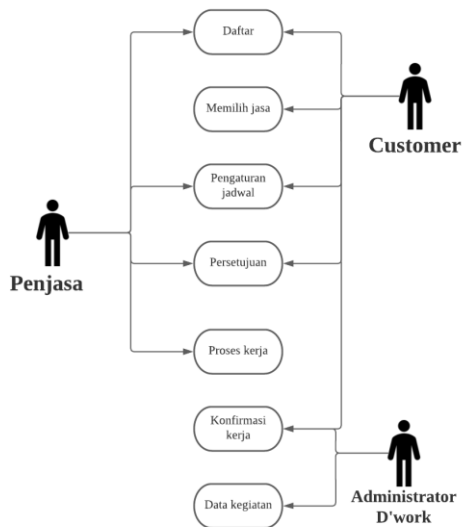 Daftar
Memilih jasa
Customer
Pengaturan
jadwal
Persetujuan
Penjasa
Proses kerja
Konfirmasi
kerja
Administrator
D'work
Data kegiatan